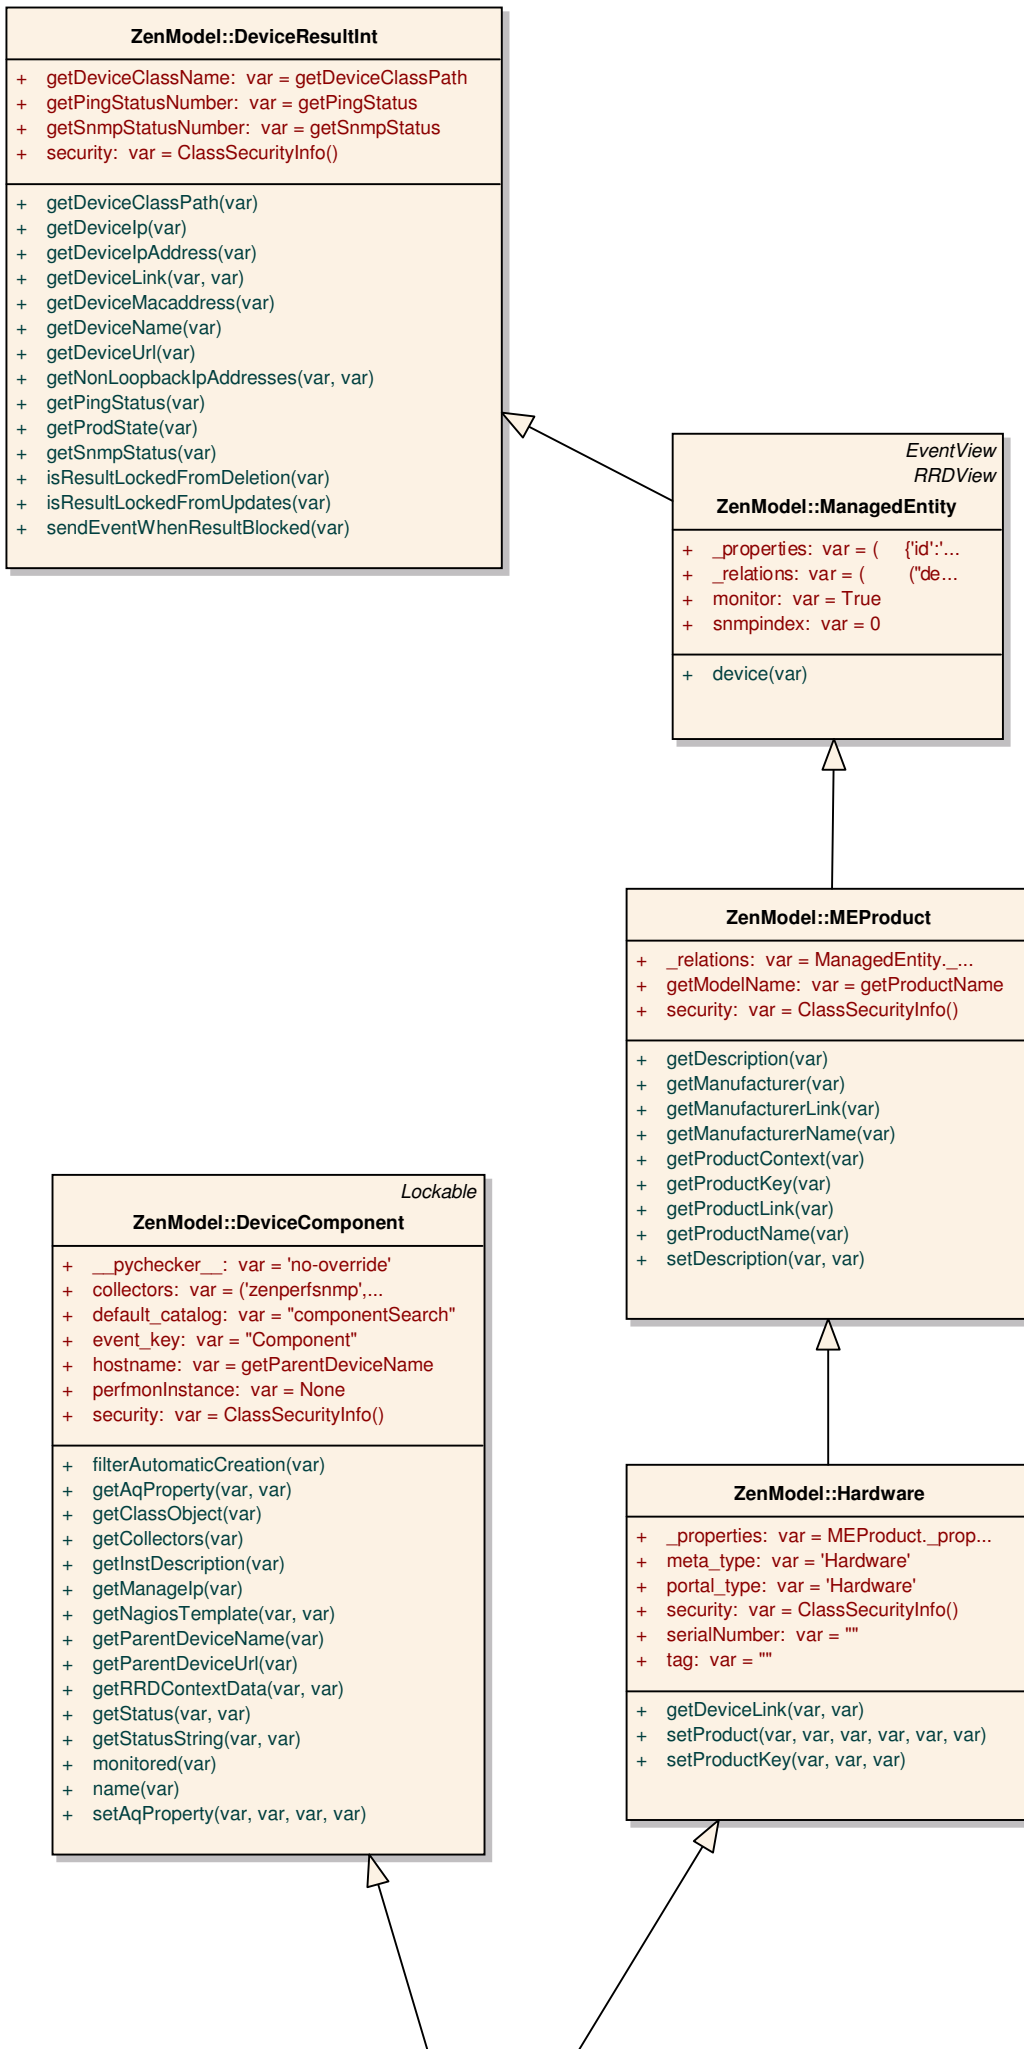 ZenModel::DeviceResultInt
+ getDeviceClassName: var = getDeviceClassPath
+ getPingStatusNumber: var = getPingStatus
+ getSnmpStatusNumber: var = getSnmpStatus
+ security: var = ClassSecurityInfo()
+ getDeviceClassPath(var)
+ getDeviceIp(var)
+ getDeviceIpAddress(var)
+ getDeviceLink(var, var)
+ getDeviceMacaddress(var)
+ getDeviceName(var)
+ getDeviceUrl(var)
+ getNonLoopbackIpAddresses(var, var)
+ getPingStatus(var)
+ getProdState(var)
+ getSnmpStatus(var)
+ isResultLockedFromDeletion(var)
+ isResultLockedFromUpdates(var)
+ sendEventWhenResultBlocked(var)
EventView
RRDView
ZenModel::ManagedEntity
+ _properties: var = ( {'id':'...
+ _relations: var = ( ("de...
+ monitor: var = True
+ snmpindex: var = 0
+ device(var)
ZenModel::MEProduct
+ _relations: var = ManagedEntity._...
+ getModelName: var = getProductName
+ security: var = ClassSecurityInfo()
+ getDescription(var)
+ getManufacturer(var)
+ getManufacturerLink(var)
+ getManufacturerName(var)
+ getProductContext(var)
+ getProductKey(var)
+ getProductLink(var)
+ getProductName(var)
+ setDescription(var, var)
Lockable
ZenModel::DeviceComponent
+ __pychecker__: var = 'no-override'
+ collectors: var = ('zenperfsnmp',...
+ default_catalog: var = "componentSearch"
+ event_key: var = "Component"
+ hostname: var = getParentDeviceName
+ perfmonInstance: var = None
+ security: var = ClassSecurityInfo()
+ filterAutomaticCreation(var)
+ getAqProperty(var, var)
+ getClassObject(var)
+ getCollectors(var)
+ getInstDescription(var)
+ getManageIp(var)
+ getNagiosTemplate(var, var)
+ getParentDeviceName(var)
+ getParentDeviceUrl(var)
+ getRRDContextData(var, var)
+ getStatus(var, var)
+ getStatusString(var, var)
+ monitored(var)
+ name(var)
+ setAqProperty(var, var, var, var)
ZenModel::Hardware
+ _properties: var = MEProduct._prop...
+ meta_type: var = 'Hardware'
+ portal_type: var = 'Hardware'
+ security: var = ClassSecurityInfo()
+ serialNumber: var = ""
+ tag: var = ""
+ getDeviceLink(var, var)
+ setProduct(var, var, var, var, var, var)
+ setProductKey(var, var, var)